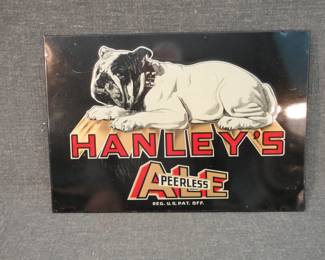 HANLEY'S
PEERLESS
ALE
REG. U.S. PAT. OFF.